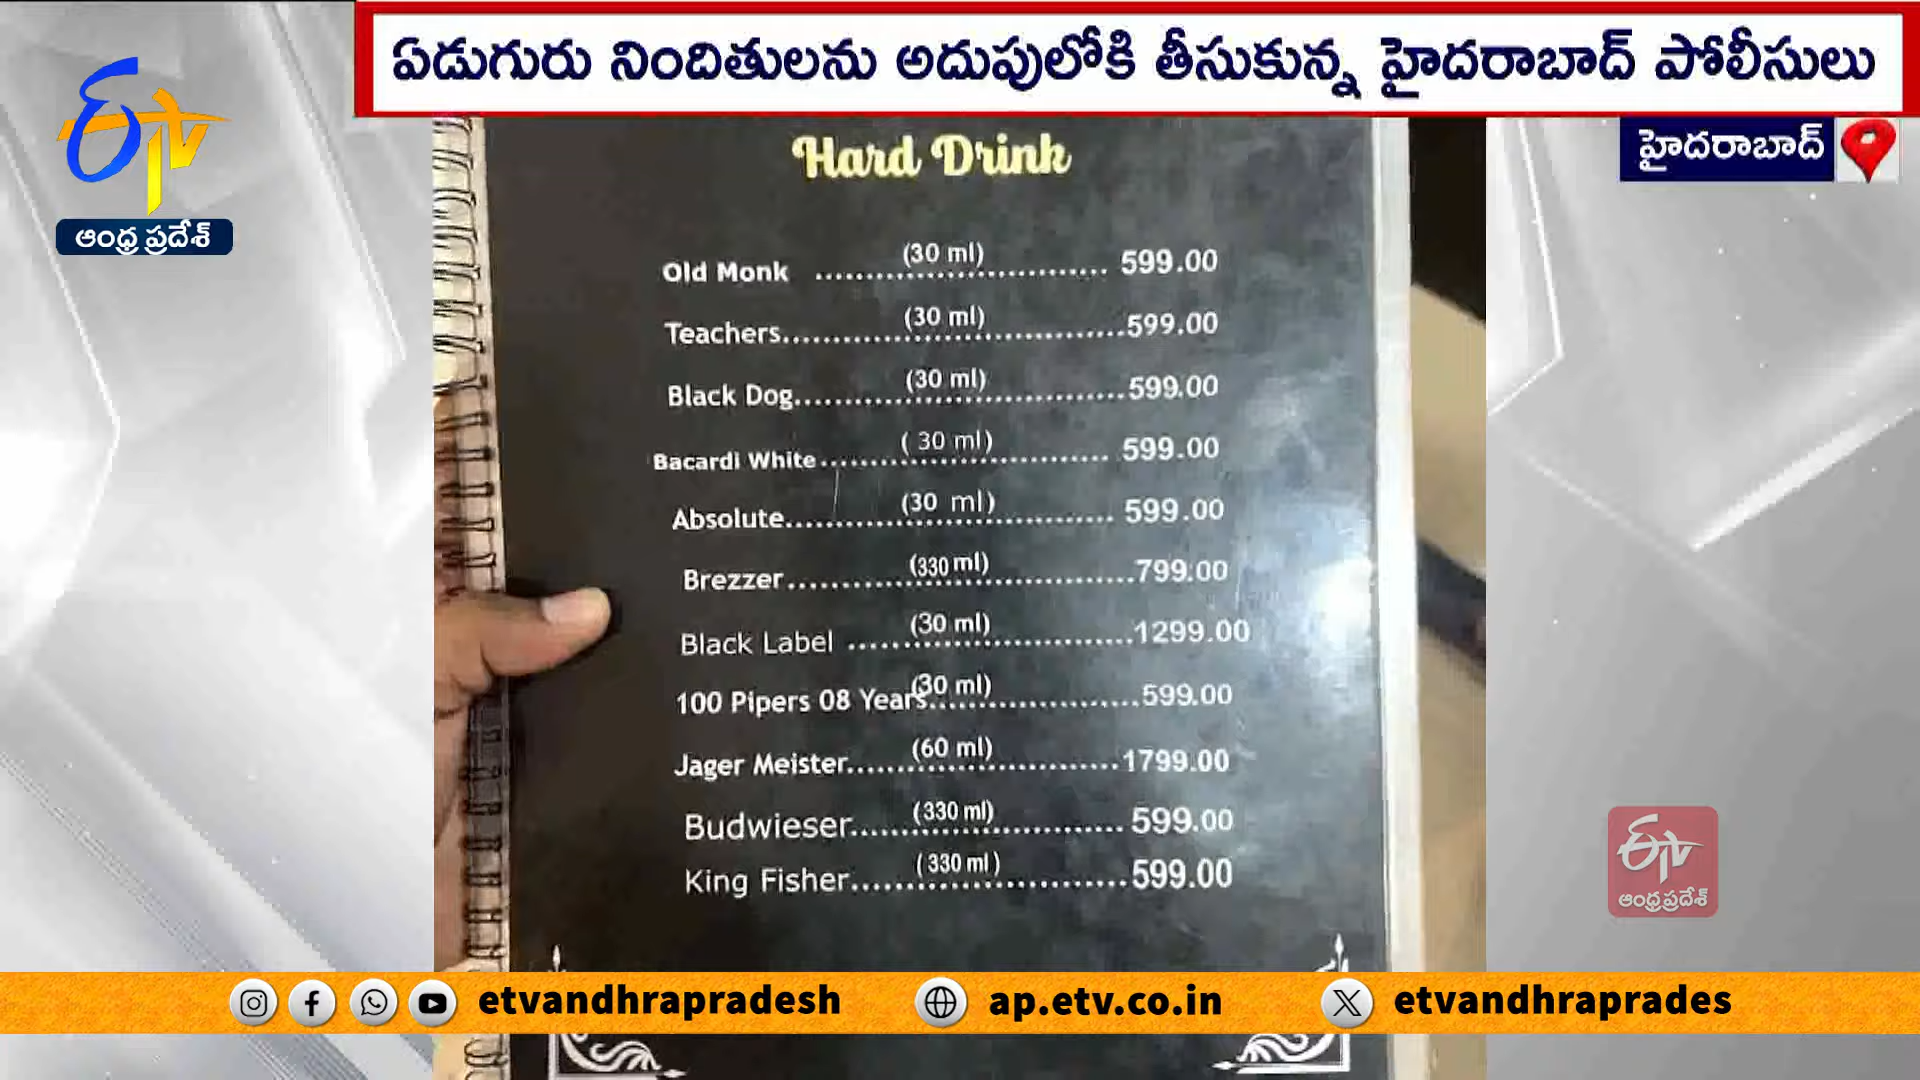 ఏడుగురు నిందితులను అదుపులోకి తీసుకున్న హైదరాబాద్ పోలీసులు
హైదరాబాద్
ETV
ఆంధ్ర ప్రదేశ్
Hard Drink
Old Monk (30 ml) ............................. 599.00
Teachers (30 ml) .............................599.00
Black Dog (30 ml) .............................599.00
Bacardi White ( 30 ml) ............................. 599.00
Absolute (30 ml) ............................. 599.00
Brezzer (330 ml) .............................799.00
Black Label (30 ml) .............................1299.00
100 Pipers 08 Years (30 ml) .............................599.00
Jager Meister (60 ml) .............................1799.00
Budwieser (330 ml) ............................. 599.00
King Fisher ( 330 ml ) .............................599.00
ETV
ఆంధ్రప్రదేశ్
etvandhrapradesh ap.etv.co.in etvandhraprades